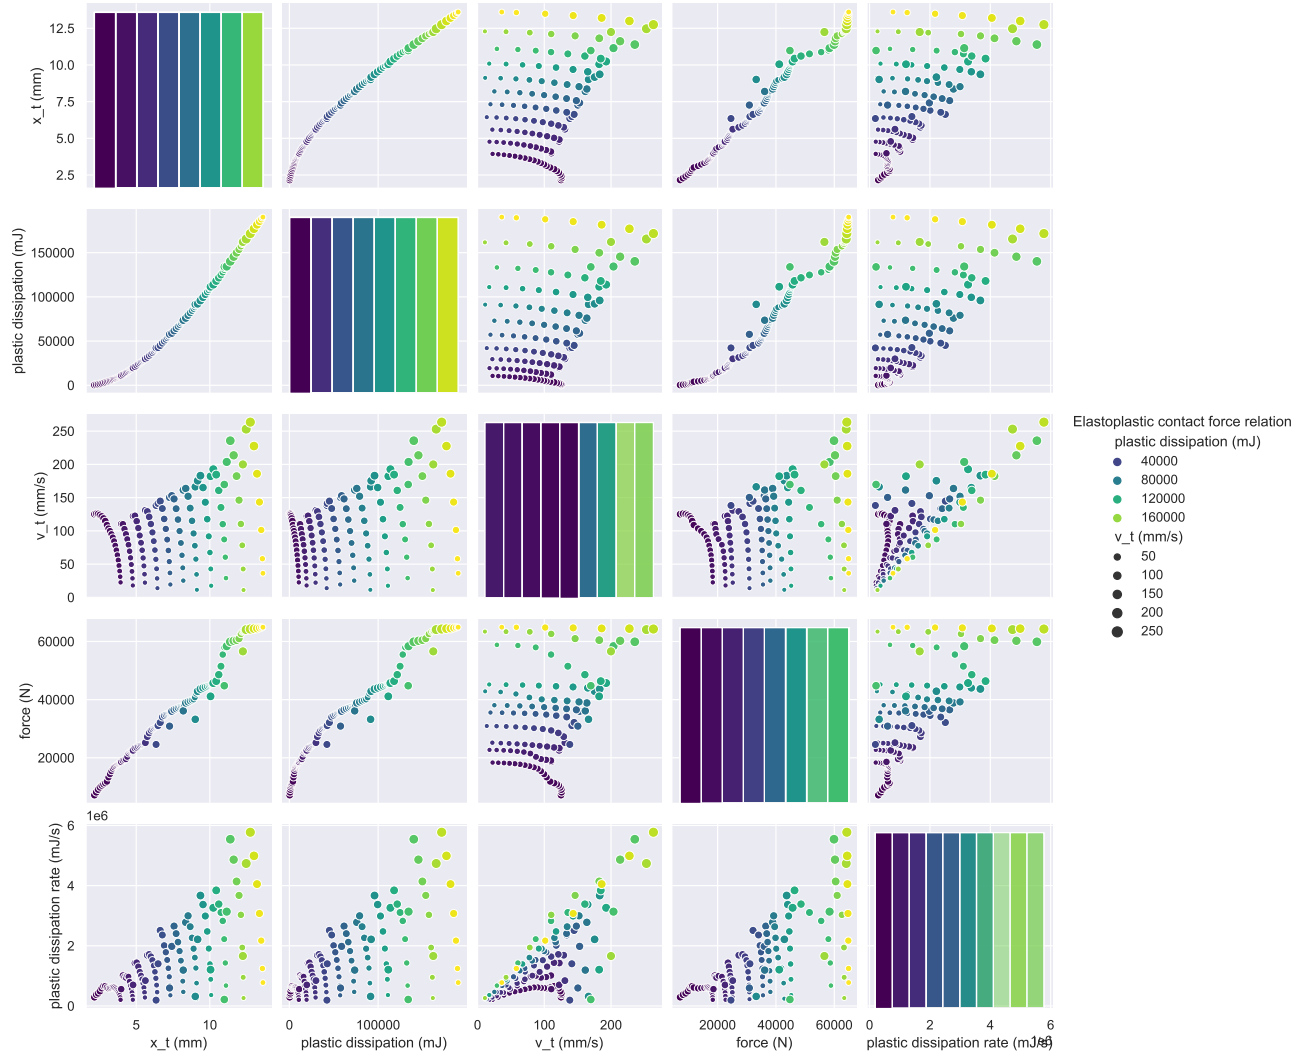 12.5
10.0
7.5
5.0
2.5
x_t (mm)
150000
100000
50000
0
plastic dissipation (mJ)
250
200
150
100
50
0
v_t (mm/s)
60000
40000
20000
force (N)
1e6
6
4
2
0
plastic dissipation rate (mJ/s)
5 10
x_t (mm)
0 100000
plastic dissipation (mJ)
0 100 200
v_t (mm/s)
20000 40000 60000
force (N)
0 2 4 6
1e6
plastic dissipation rate (mJ/s)
Elastoplastic contact force relation
plastic dissipation (mJ)
40000
80000
120000
160000
v_t (mm/s)
50
100
150
200
250